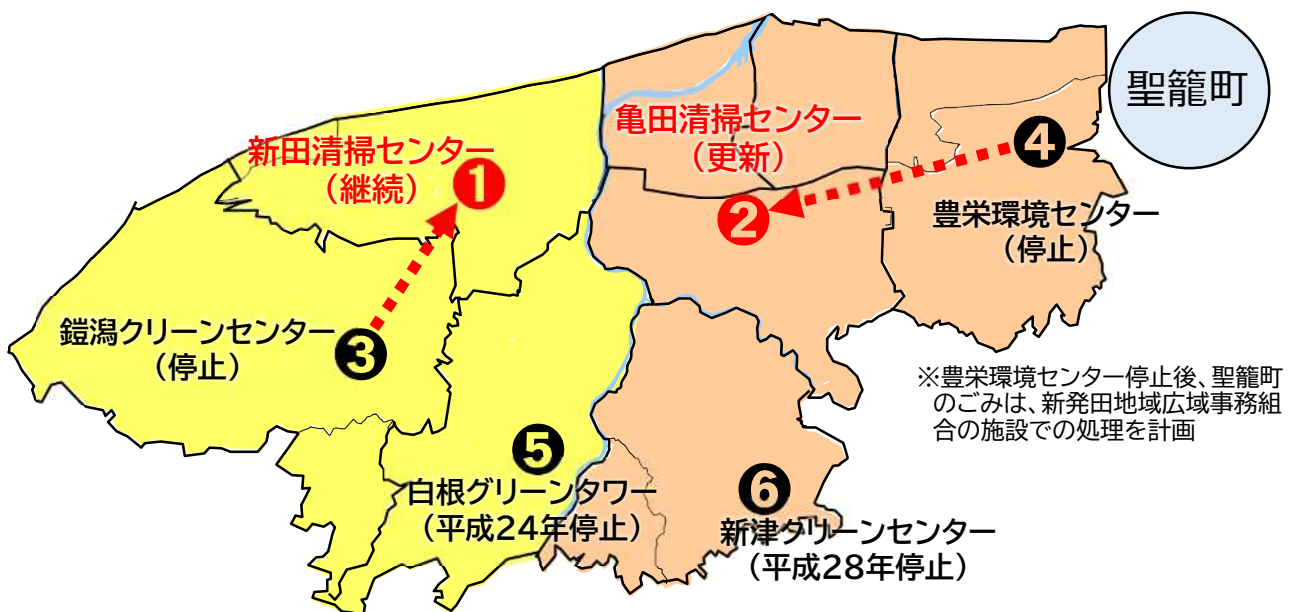 聖籠町
亀田清掃センター
(更新)
❹
新田清掃センター
(継続)
❶
❷
豊栄環境センター
(停止)
鎧潟クリーンセンター
(停止)
❸
※豊栄環境センター停止後、聖籠町
のごみは、新発田地域広域事務組
合の施設での処理を計画
❺
白根グリーンタワー
(平成24年停止)
❻
新津クリーンセンター
(平成28年停止)